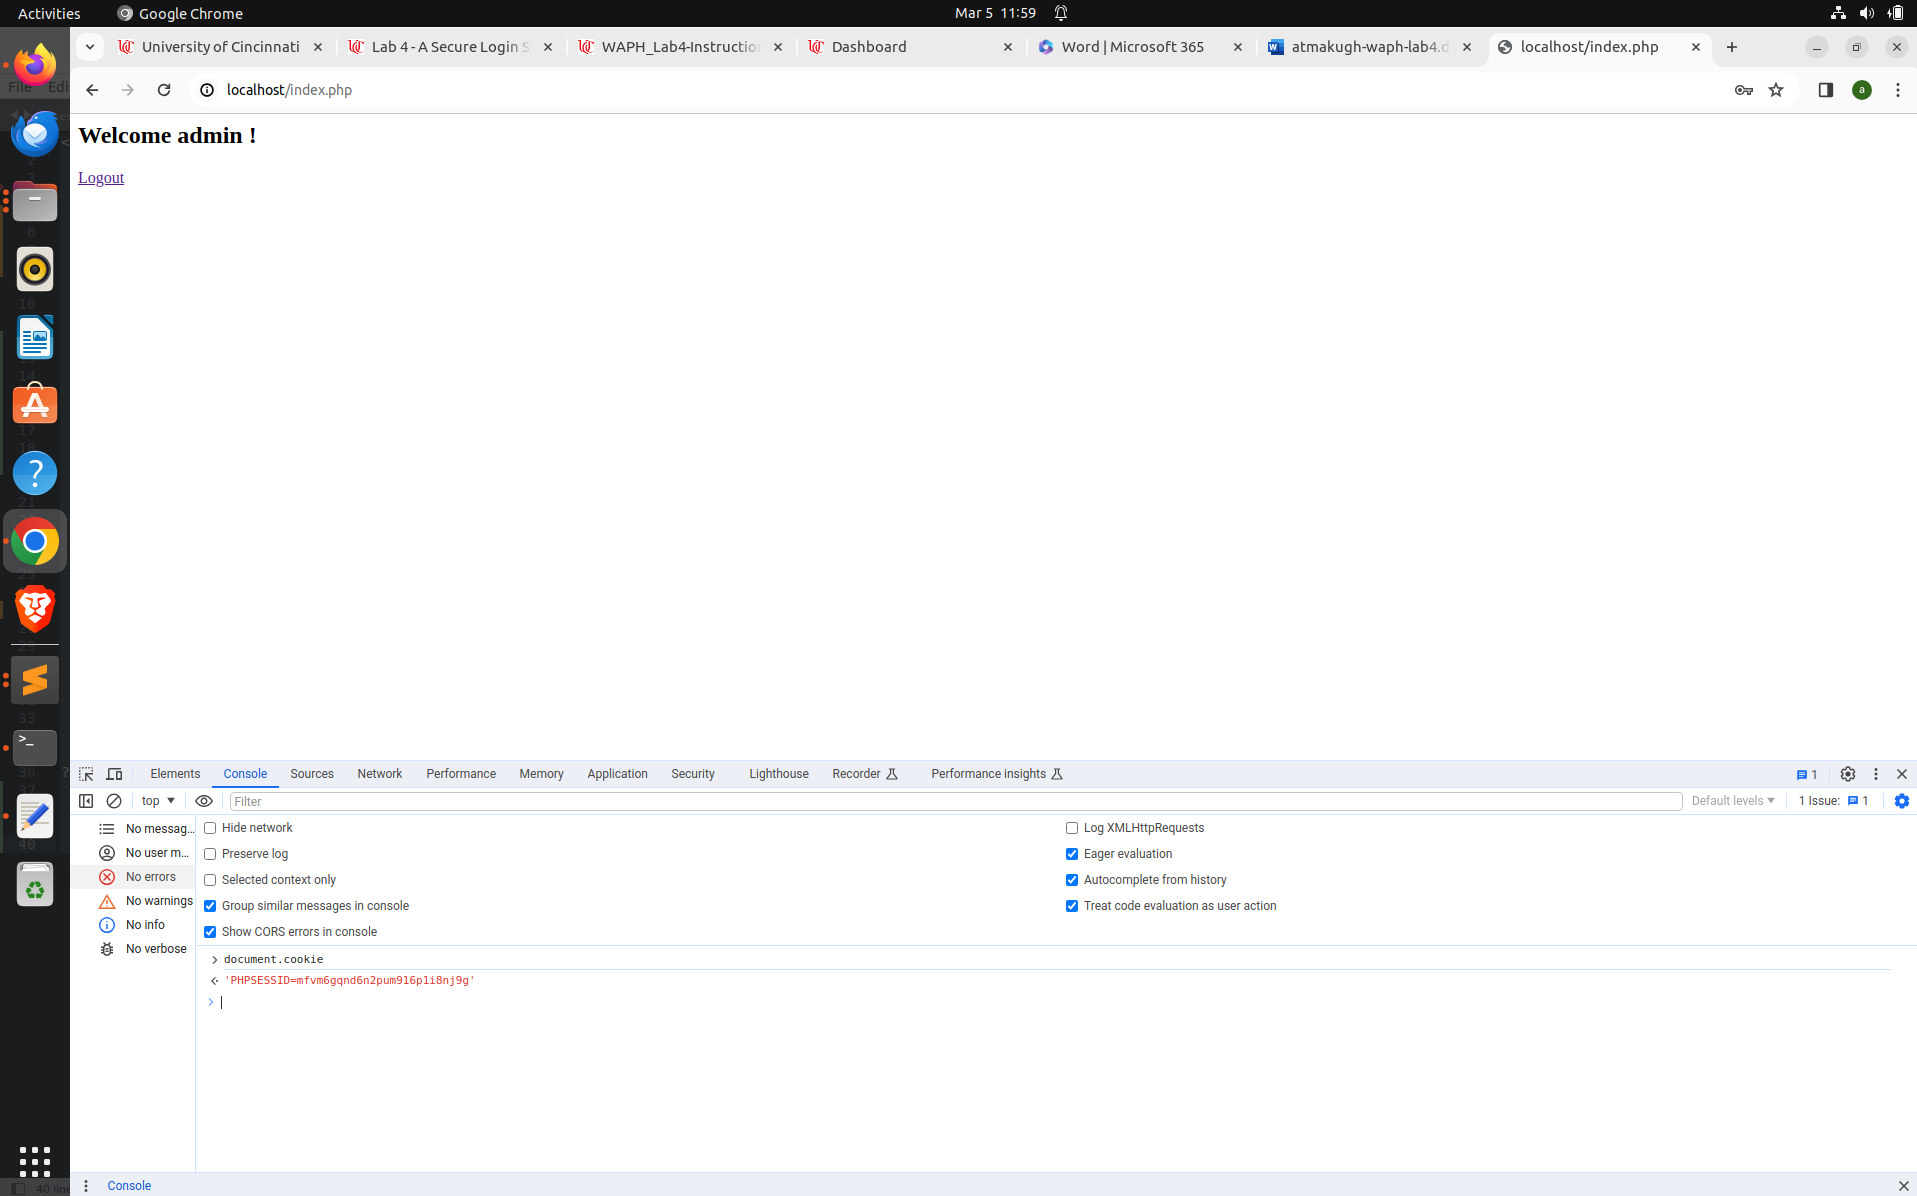 Activities
Google Chrome
Mar 5 11:59
University of Cincinnati
Lab 4 - A Secure Login S
WAPH_Lab4-Instructio
Dashboard
Word | Microsoft 365
atmakugh-waph-lab4.d
localhost/index.php
File Edi
localhost/index.php
a
Welcome admin !
Logout
Elements
Console
Sources
Network
Performance
Memory
Application
Security
Lighthouse
Recorder
Performance insights
1
top
Filter
Default levels
1 Issue: 1
No messag...
No user m...
No errors
No warnings
No info
No verbose
Hide network
Log XMLHttpRequests
Preserve log
Eager evaluation
Selected context only
Autocomplete from history
Group similar messages in console
Treat code evaluation as user action
Show CORS errors in console
> document.cookie
'PHPSESSID=mfvm6gqnd6n2pum916p1i8nj9g'
>
Console
40 line